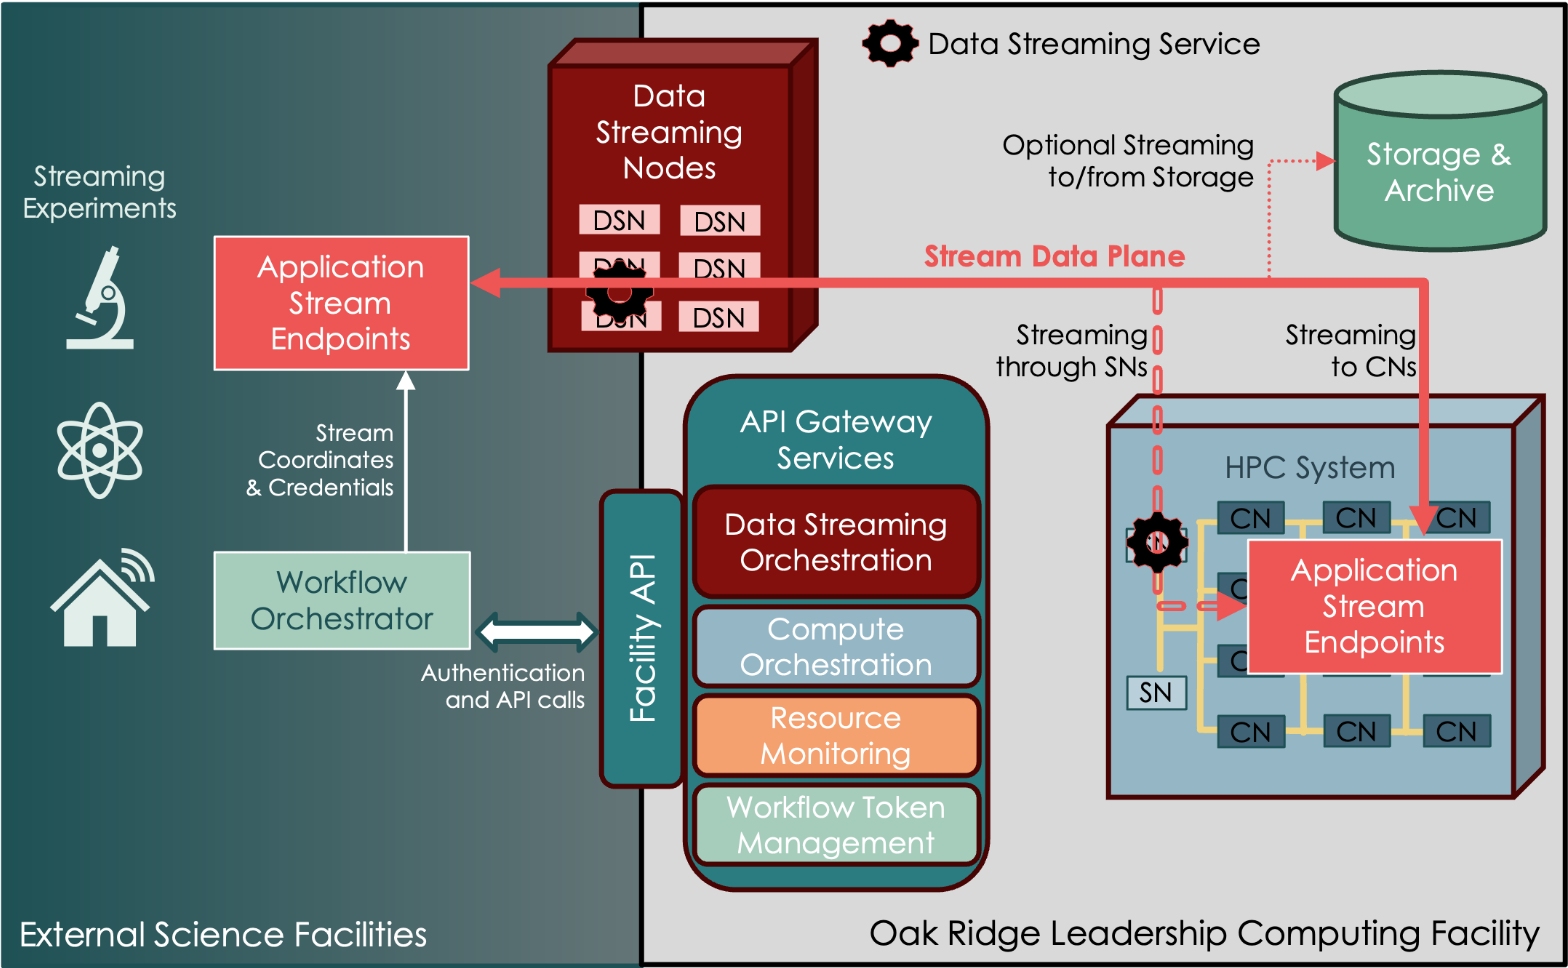 Data Streaming Service
Data
Streaming
Nodes
DSN DSN
DSN DSN
DSN DSN
Optional Streaming
to/from Storage
Storage &
Archive
Streaming
Experiments
Application
Stream
Endpoints
Stream Data Plane
Streaming
through SNs
Streaming
to CNs
Stream
Coordinates
& Credentials
Workflow
Orchestrator
Authentication
and API calls
Facility API
API Gateway
Services
Data Streaming
Orchestration
Compute
Orchestration
Resource
Monitoring
Workflow Token
Management
HPC System
CN CN CN
Application
Stream
Endpoints
SN
CN CN CN
External Science Facilities
Oak Ridge Leadership Computing Facility